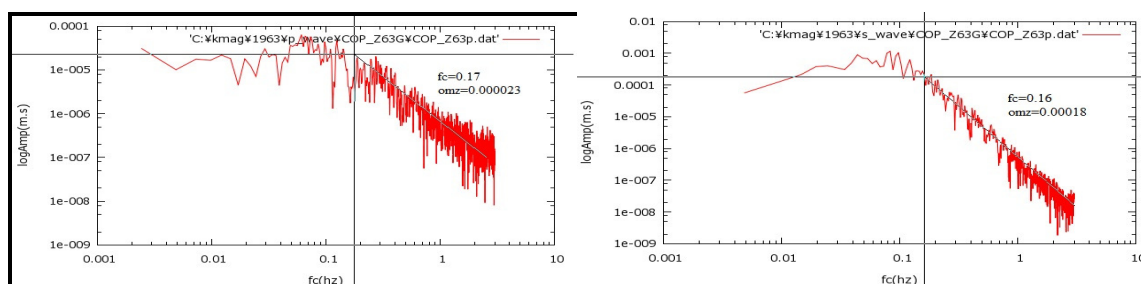 0.0001
1e-005
1e-006
1e-007
1e-008
1e-009
logAmp(m.s)
'C:¥kmag¥1963¥p_wave¥COP_Z63G¥COP_Z63p.dat'
fc=0.17
omz=0.000023
0.001 0.01 0.1 1 10
fc(hz)
0.01
0.001
0.0001
1e-005
1e-006
1e-007
1e-008
1e-009
logAmp(m.s)
'C:¥kmag¥1963¥s_wave¥COP_Z63G¥COP_Z63p.dat'
fc=0.16
omz=0.00018
0.001 0.01 0.1 1 10
fc(hz)